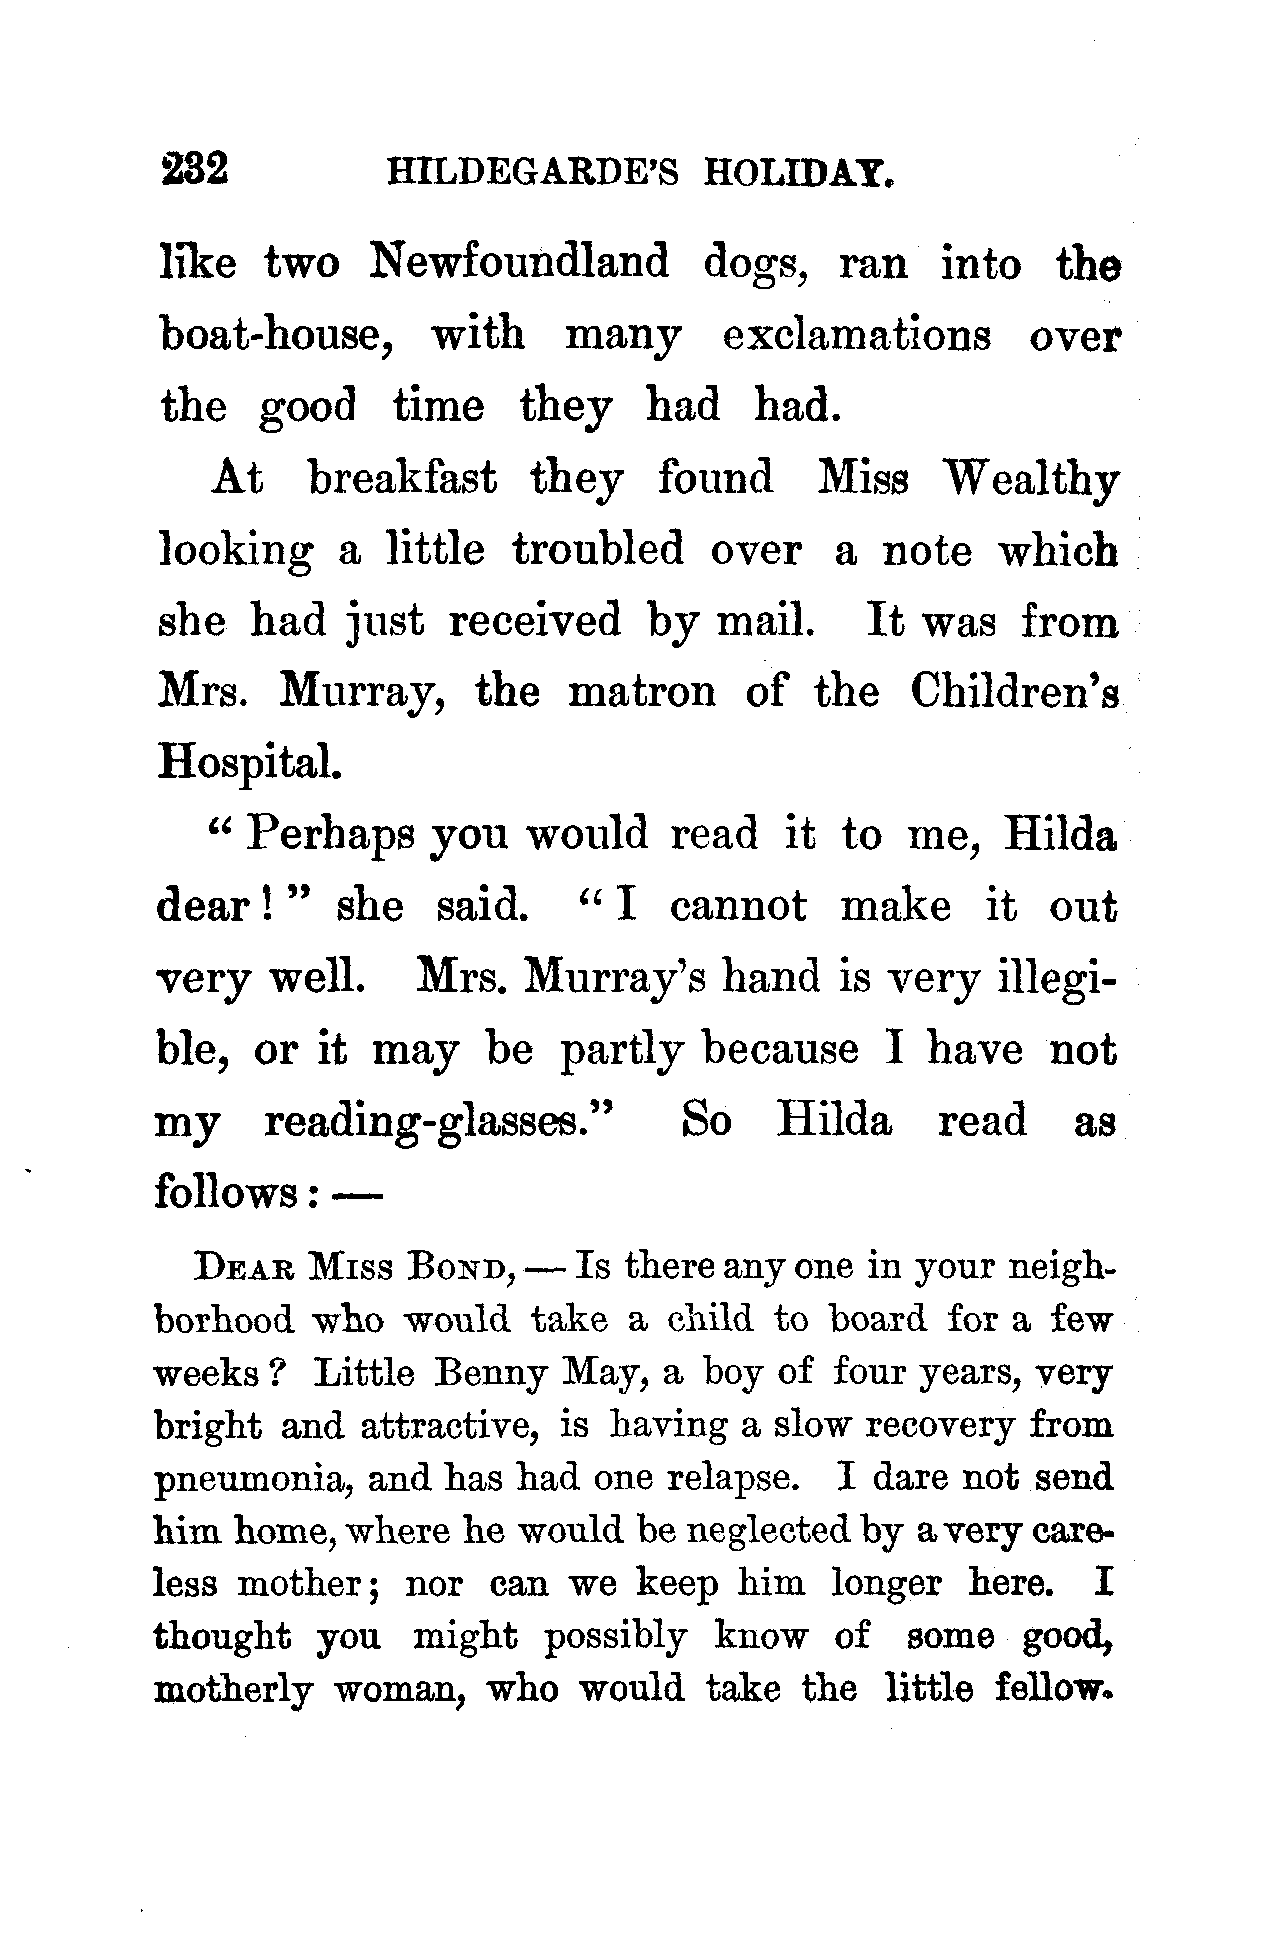 232 HILDEGARDE'S HOLIDAY.
like two Newfoundland dogs, ran into the
boat-house, with many exclamations over
the good time they had had.
At breakfast they found Miss Wealthy
looking a little troubled over a note which
she had just received by mail. It was from
Mrs. Murray, the matron of the Children's
Hospital.
“ Perhaps you would read it to me, Hilda
dear! ” she said. “ I cannot make it out
very well. Mrs. Murray's hand is very illegi-
ble, or it may be partly because I have not
my reading-glasses.” So Hilda read as
follows: —
DEAR MISS BOND, — Is there any one in your neigh-
borhood who would take a child to board for a few
weeks? Little Benny May, a boy of four years, very
bright and attractive, is having a slow recovery from
pneumonia, and has had one relapse. I dare not send
him home, where he would be neglected by a very care-
less mother; nor can we keep him longer here. I
thought you might possibly know of some good,
motherly woman, who would take the little fellow.